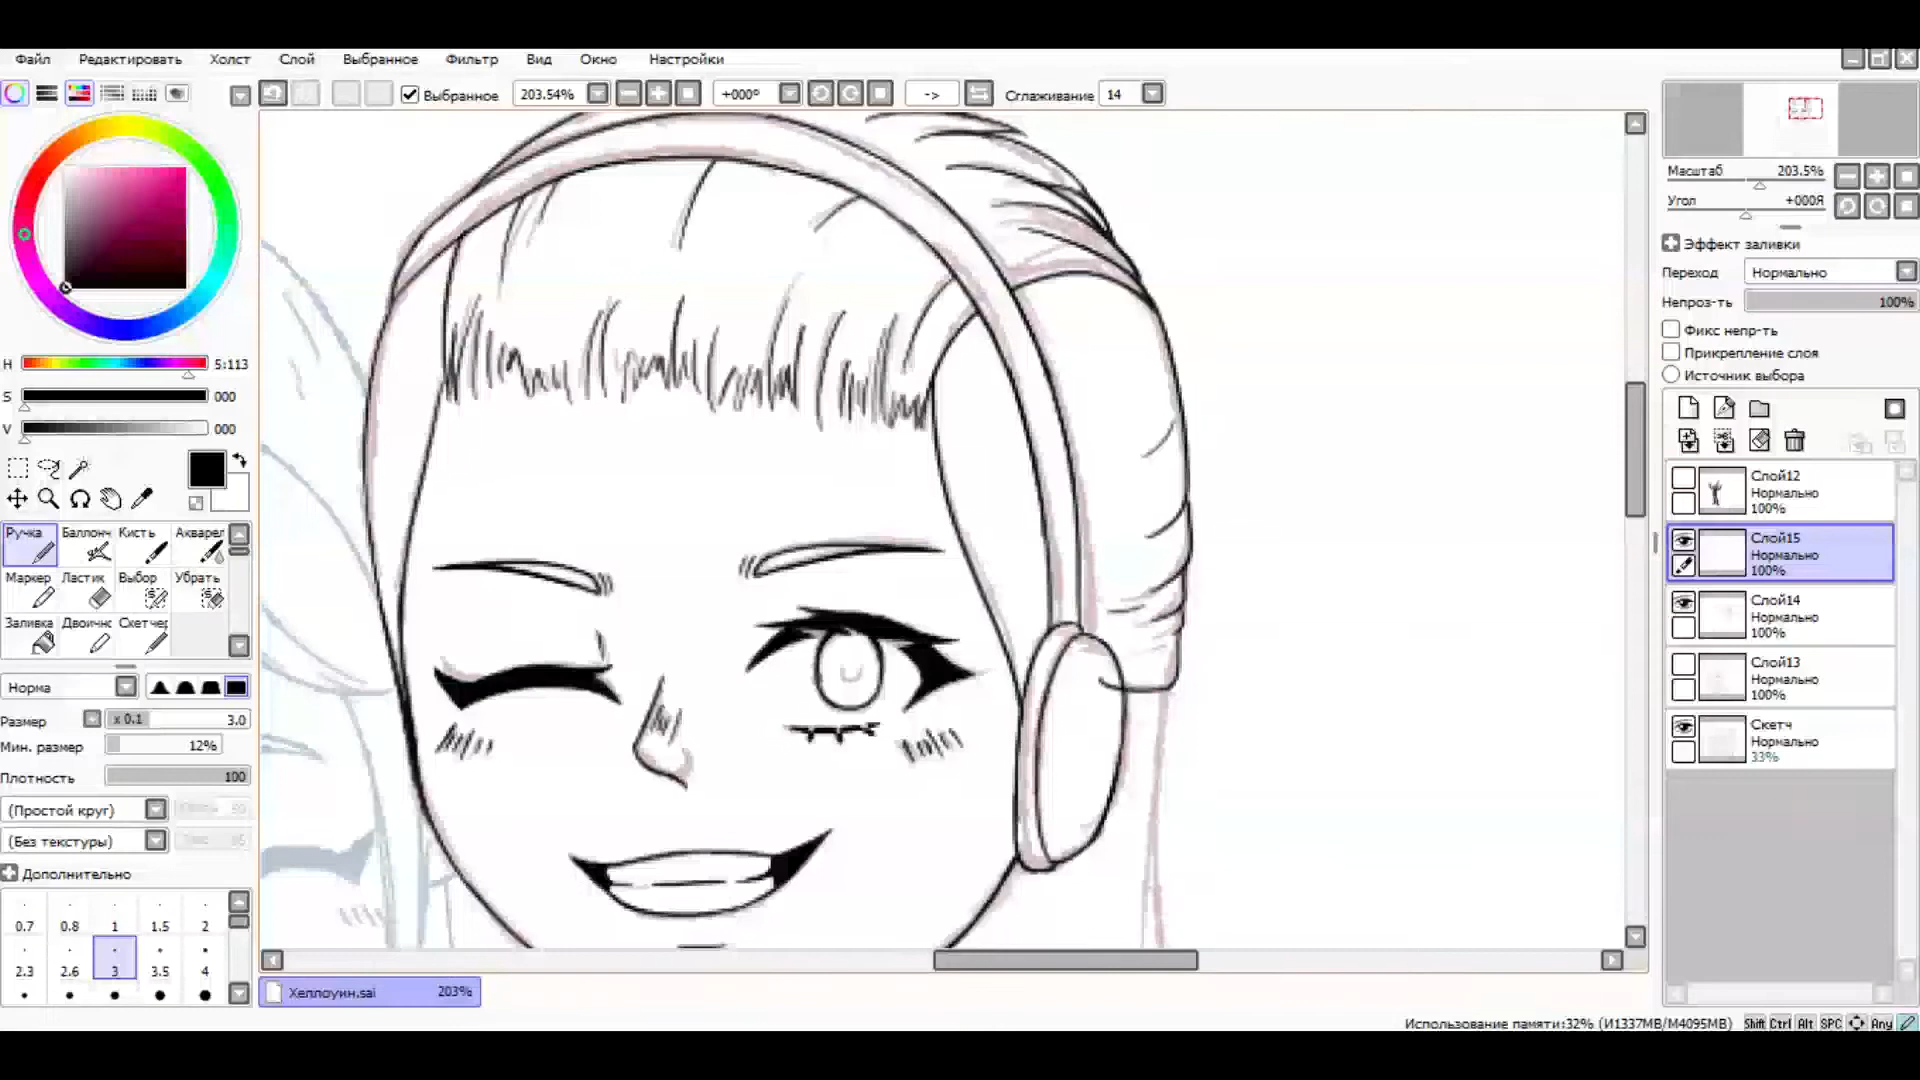 Файл Редактировать Холст Слой Выбранное Фильтр Вид Окно Настройки
Выбранное 203.54% +000º -> Сглаживание 14
H 5:113
S 000
V 000
Ручка Баллонч Кисть Акварел
Маркер Ластик Выбор Убрать
Заливка Двоичнс Скетчер
Норма
Размер x 0.1 3.0
Мин. размер 12%
Плотность 100
(Простой круг)
(Без текстуры)
Дополнительно
0.7 0.8 1 1.5 2
2.3 2.6 3 3.5 4
Хеллоуин.sai 203%
Масштаб 203.5%
Угол +000Я
Эффект заливки
Переход Нормально
Непроз-ть 100%
Фикс непр-ть
Прикрепление слоя
Источник выбора
Слой12
Нормально
100%
Слой15
Нормально
100%
Слой14
Нормально
100%
Слой13
Нормально
100%
Скетч
Нормально
33%
Использование памяти:32% (И1337MB/M4095MB) Shift Ctrl Alt SPC Any